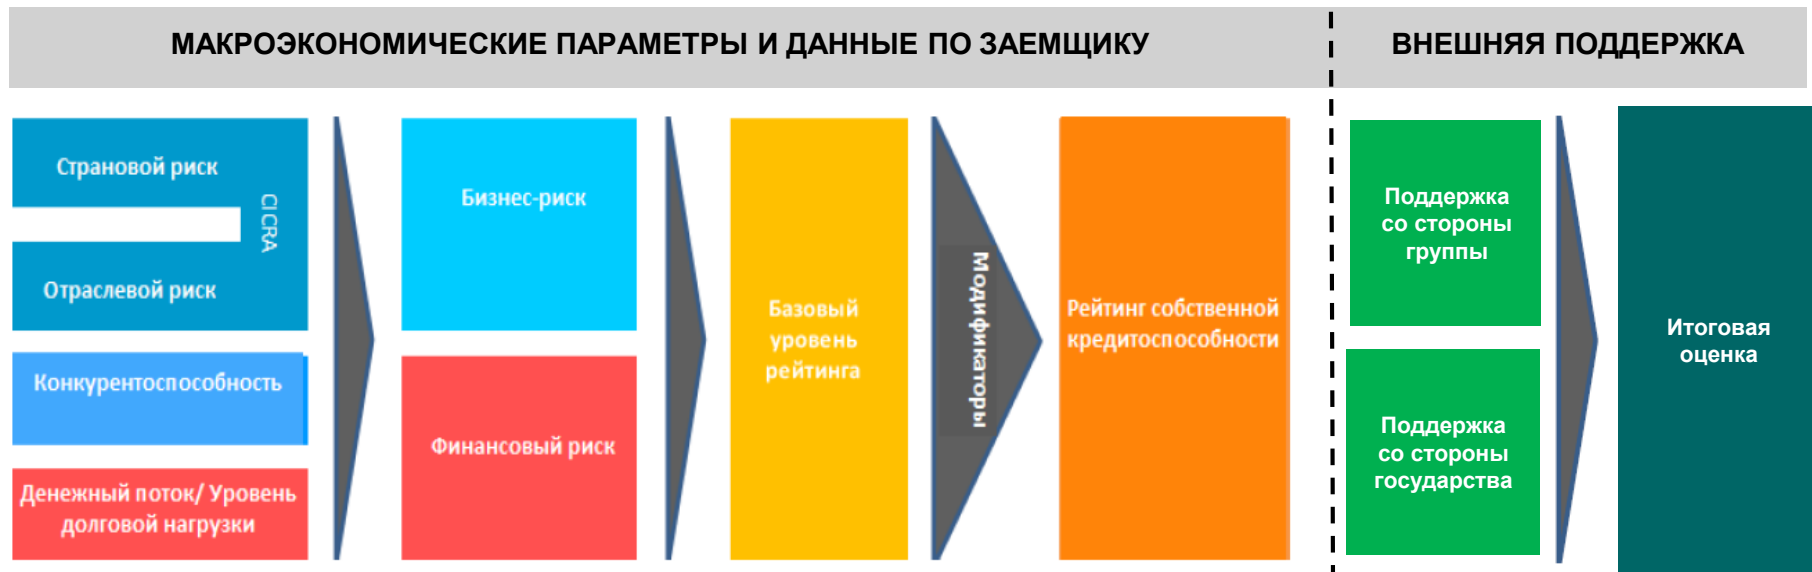 МАКРОЭКОНОМИЧЕСКИЕ ПАРАМЕТРЫ И ДАННЫЕ ПО ЗАЕМЩИКУ
ВНЕШНЯЯ ПОДДЕРЖКА
Страновой риск
CICRA
Отраслевой риск
Конкурентоспособность
Денежный поток/ Уровень
долговой нагрузки
Бизнес-риск
Финансовый риск
Базовый
уровень
рейтинга
Модификаторы
Рейтинг собственной
кредитоспособности
Поддержка
со стороны
группы
Поддержка
со стороны
государства
Итоговая
оценка